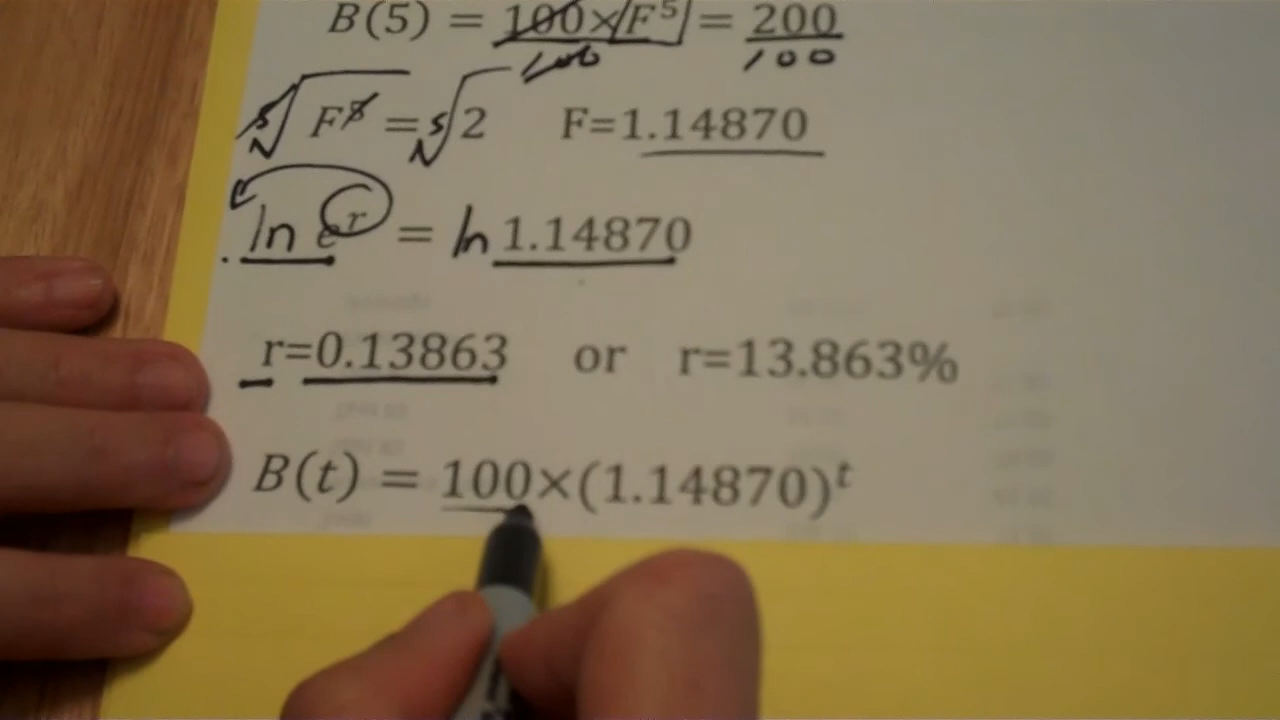 B(5) = 100×F⁵ / 100 = 200 / 100
⁵√F⁵ = ⁵√2 F=1.14870
ln eʳ = ln 1.14870
r=0.13863 or r=13.863%
B(t) = 100×(1.14870)ᵗ